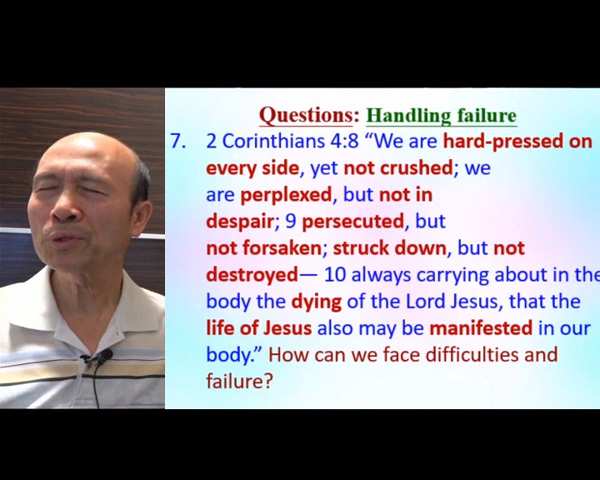 Questions: Handling failure
7. 2 Corinthians 4:8 “We are hard-pressed on
every side, yet not crushed; we
are perplexed, but not in
despair; 9 persecuted, but
not forsaken; struck down, but not
destroyed— 10 always carrying about in the
body the dying of the Lord Jesus, that the
life of Jesus also may be manifested in our
body.” How can we face difficulties and
failure?